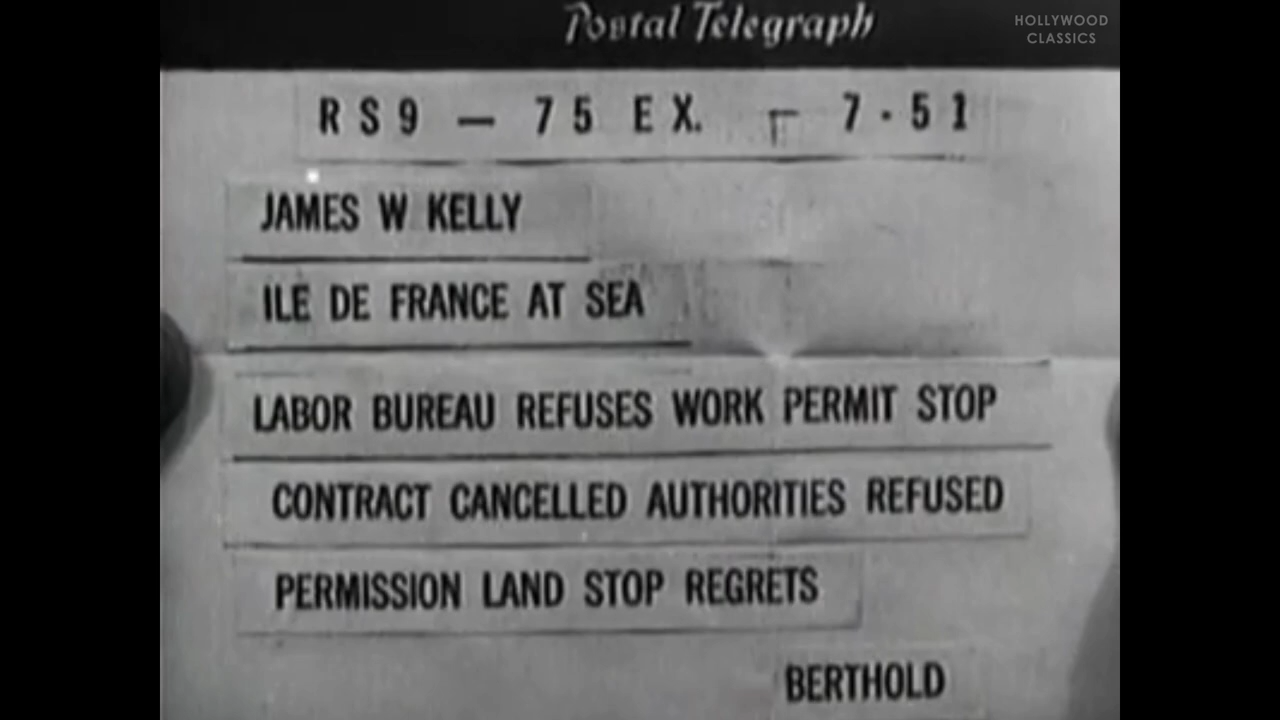 Postal Telegraph
HOLLYWOOD
CLASSICS
RS9 — 75 EX. 7·51
JAMES W KELLY
ILE DE FRANCE AT SEA
LABOR BUREAU REFUSES WORK PERMIT STOP
CONTRACT CANCELLED AUTHORITIES REFUSED
PERMISSION LAND STOP REGRETS
BERTHOLD